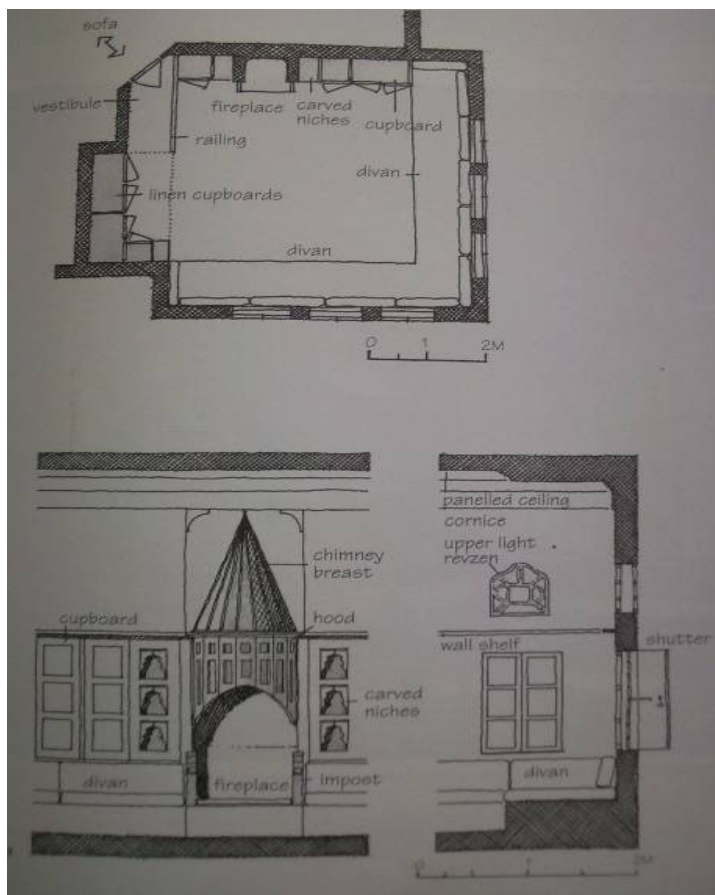 sofa
vestibule
fireplace
carved
niches
cupboard
railing
divan
linen cupboards
divan
0 1 2M
panelled ceiling
cornice
upper light
revzen
chimney
breast
cupboard
hood
wall shelf
shutter
carved
niches
divan
fireplace
impost
divan
0 1 2M